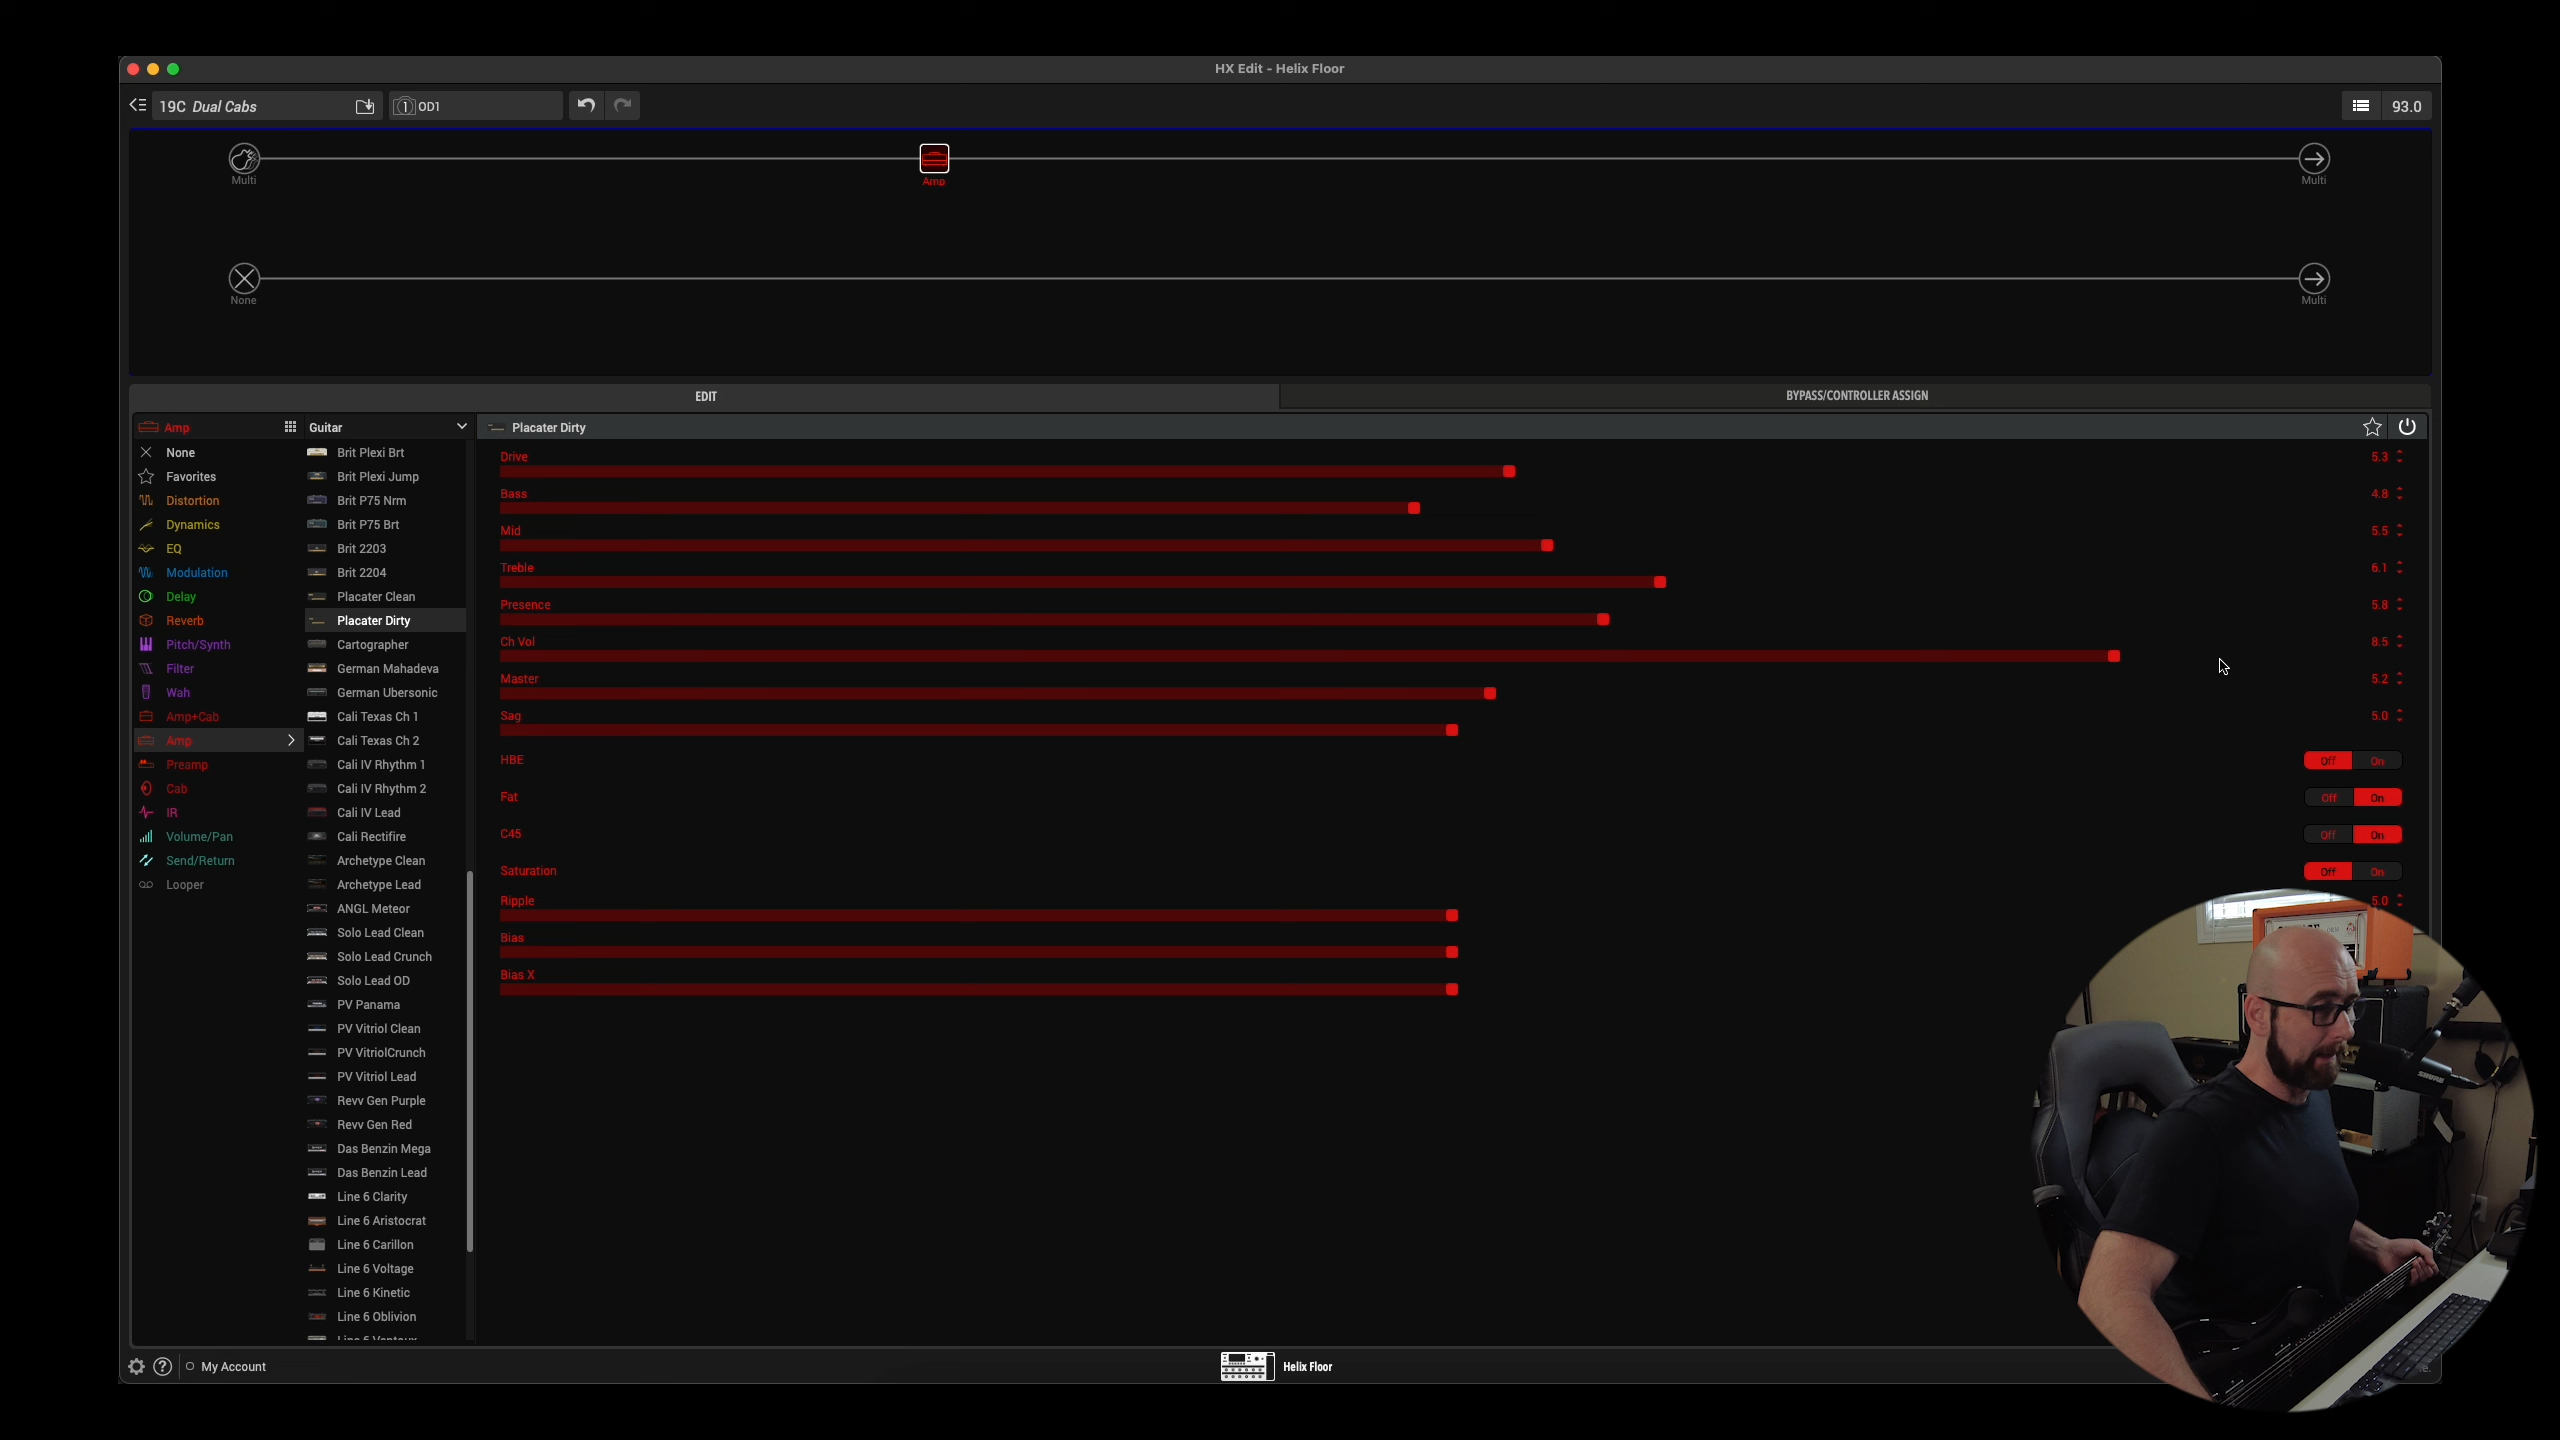 HX Edit - Helix Floor
19C Dual Cabs
1 OD1
93.0
Multi
Amp
Multi
None
Multi
EDIT
BYPASS/CONTROLLER ASSIGN
Amp
Guitar
Placater Dirty
None
Favorites
Distortion
Dynamics
EQ
Modulation
Delay
Reverb
Pitch/Synth
Filter
Wah
Amp+Cab
Amp
Preamp
Cab
IR
Volume/Pan
Send/Return
Looper
Brit Plexi Brt
Brit Plexi Jump
Brit P75 Nrm
Brit P75 Brt
Brit 2203
Brit 2204
Placater Clean
Placater Dirty
Cartographer
German Mahadeva
German Ubersonic
Cali Texas Ch 1
Cali Texas Ch 2
Cali IV Rhythm 1
Cali IV Rhythm 2
Cali IV Lead
Cali Rectifire
Archetype Clean
Archetype Lead
ANGL Meteor
Solo Lead Clean
Solo Lead Crunch
Solo Lead OD
PV Panama
PV Vitriol Clean
PV VitriolCrunch
PV Vitriol Lead
Revv Gen Purple
Revv Gen Red
Das Benzin Mega
Das Benzin Lead
Line 6 Clarity
Line 6 Aristocrat
Line 6 Carillon
Line 6 Voltage
Line 6 Kinetic
Line 6 Oblivion
Drive 5.3
Bass 4.8
Mid 5.5
Treble 6.1
Presence 5.8
Ch Vol 8.5
Master 5.2
Sag 5.0
HBE Off On
Fat Off On
C45 Off On
Saturation Off On
Ripple 5.0
Bias
Bias X
SHURE
My Account
Helix Floor